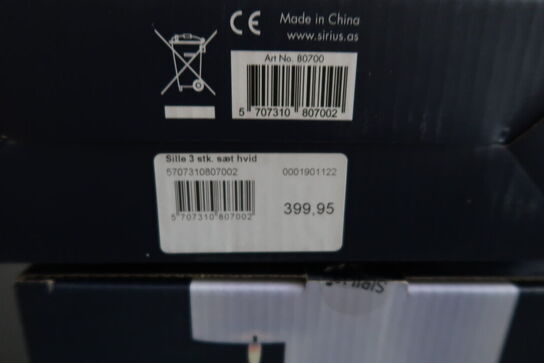 CE Made in China
www.sirius.as
Art No. 80700
5 707310 807002
Sille 3 stk. sæt hvid
5707310807002 0001901122
5 707310 807002
399,95